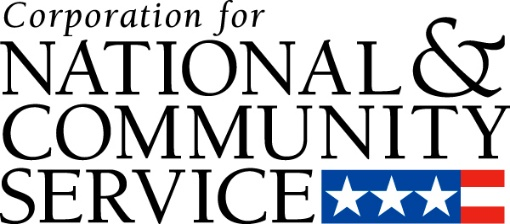 Corporation for
NATIONAL &
COMMUNITY
SERVICE